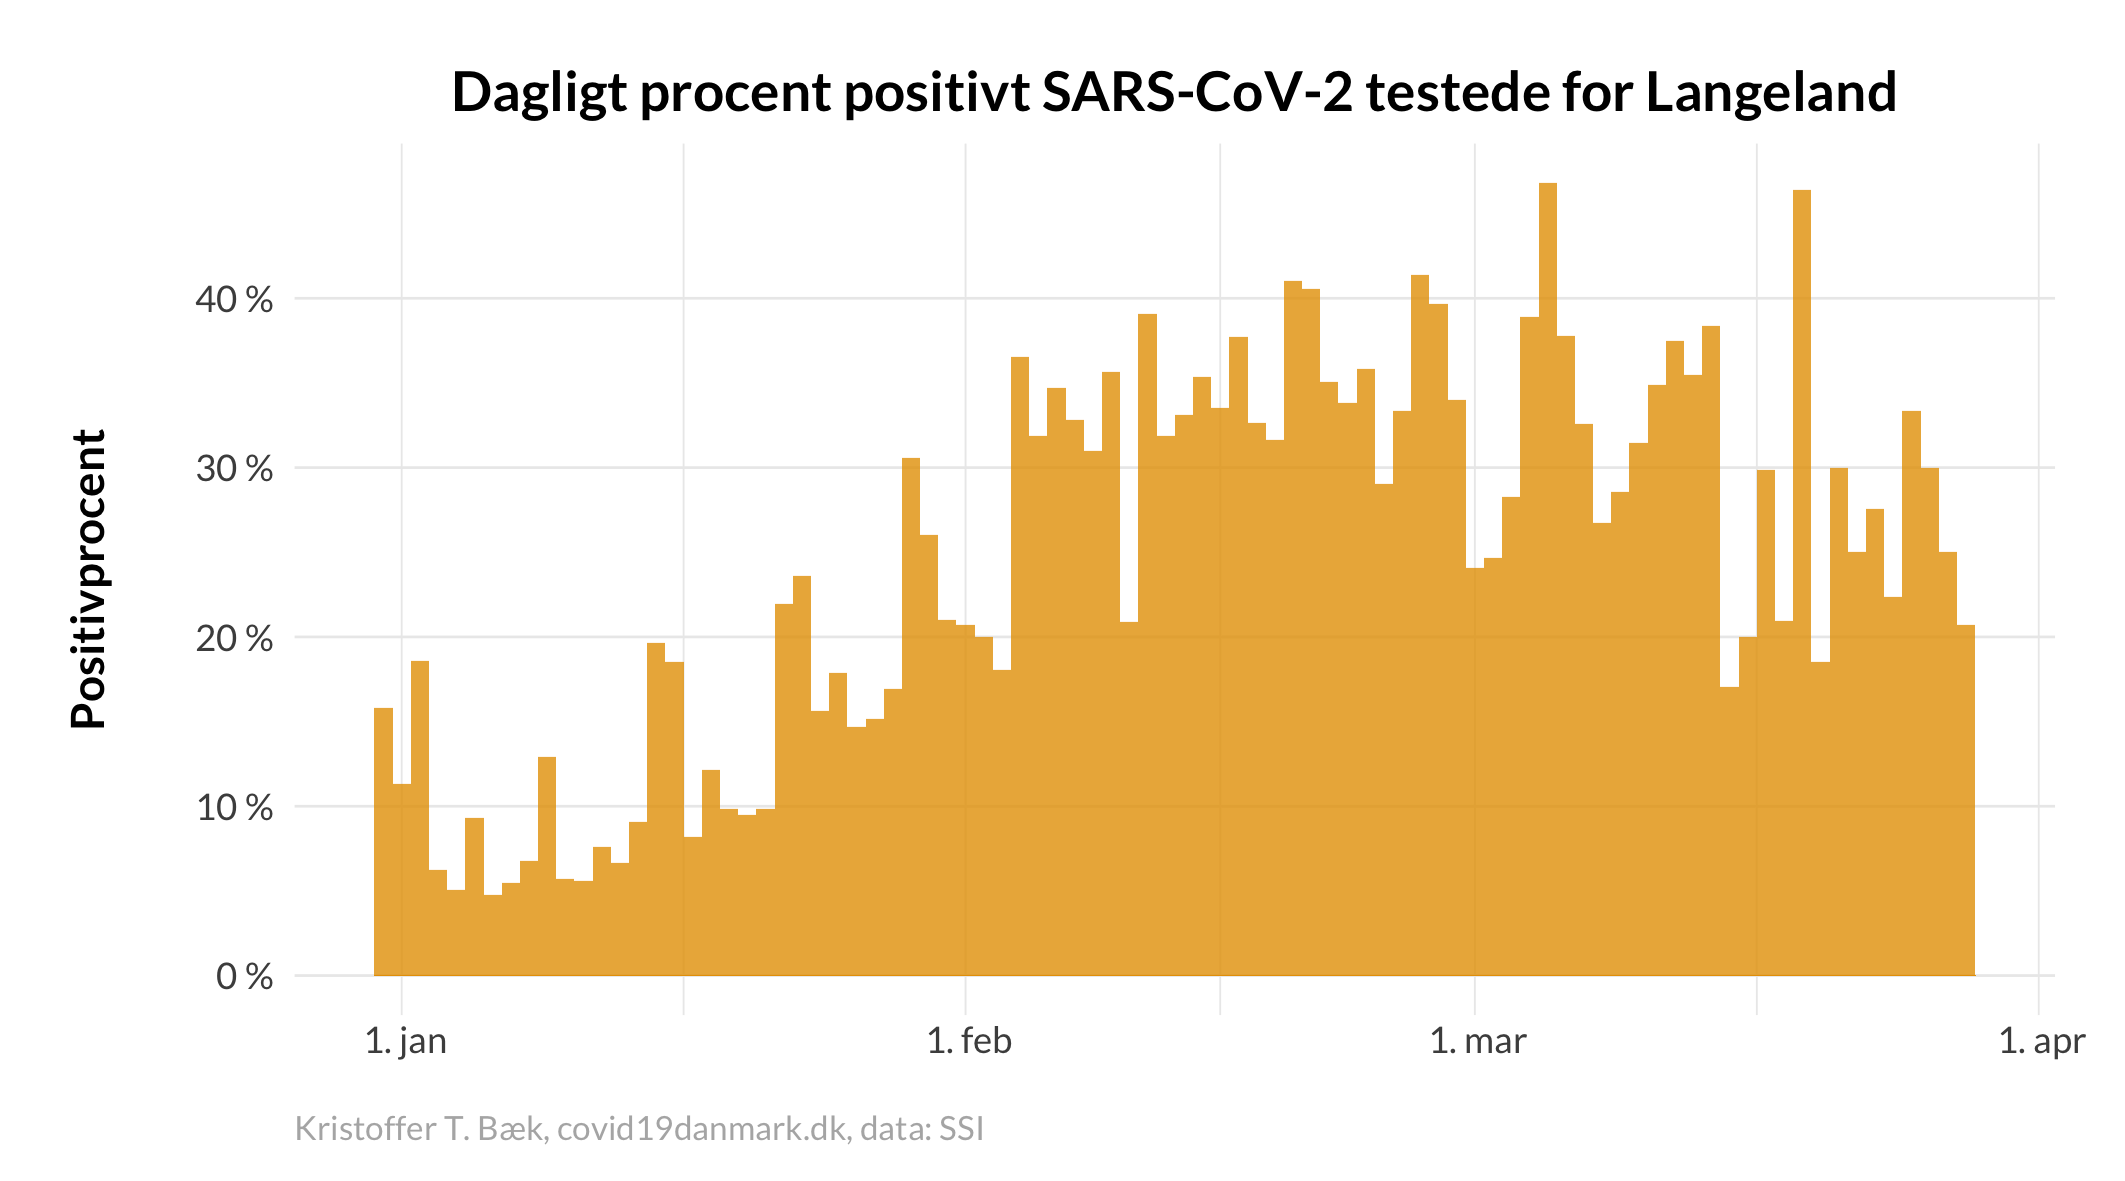 Dagligt procent positivt SARS-CoV-2 testede for Langeland
Positivprocent
40 %
30 %
20 %
10 %
0 %
1. jan
1. feb
1. mar
1. apr
Kristoffer T. Bæk, covid19danmark.dk, data: SSI